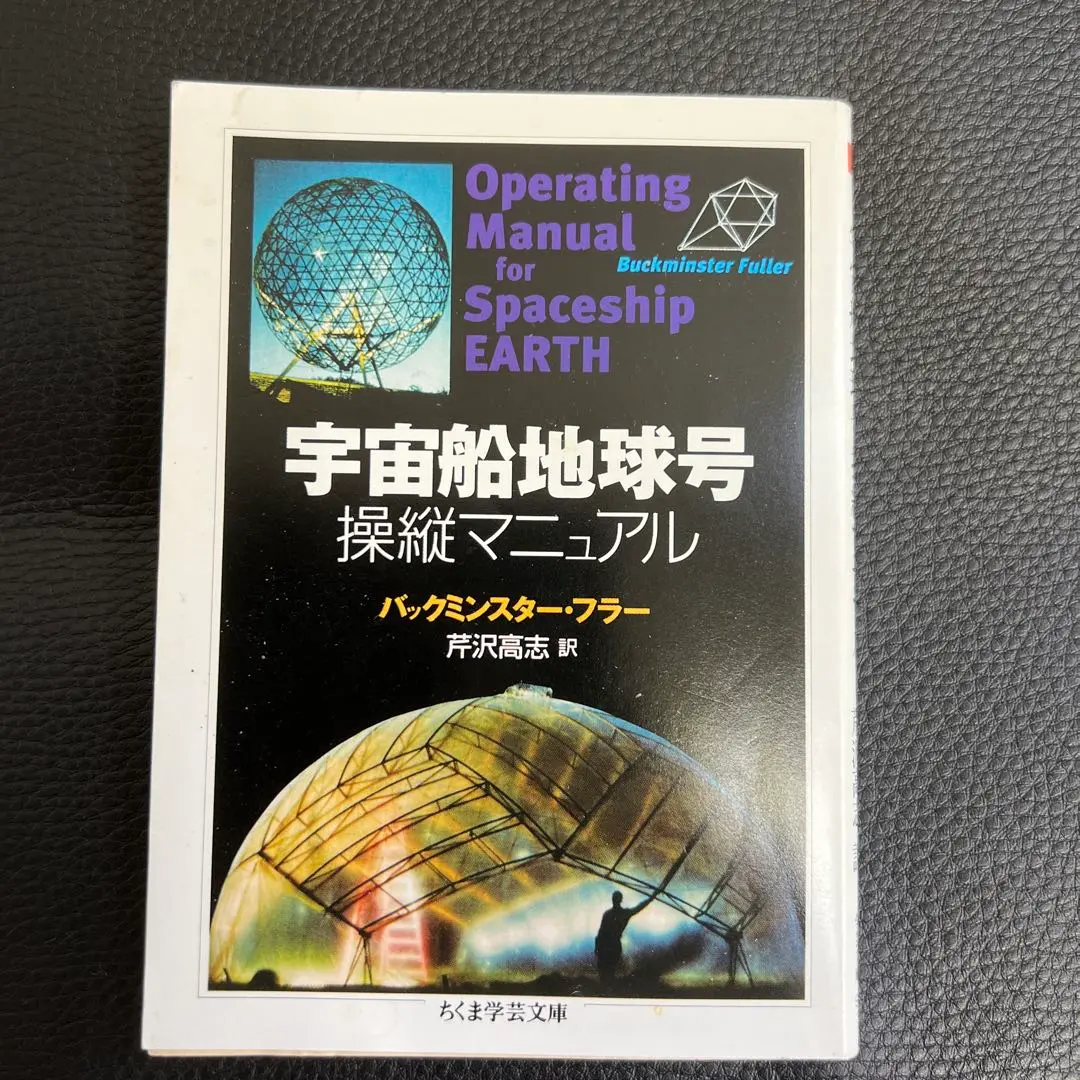 Operating
Manual
for
Spaceship
EARTH
Buckminster Fuller
宇宙船地球号
操縦マニュアル
バックミンスター・フラー
芹沢高志 訳
ちくま学芸文庫